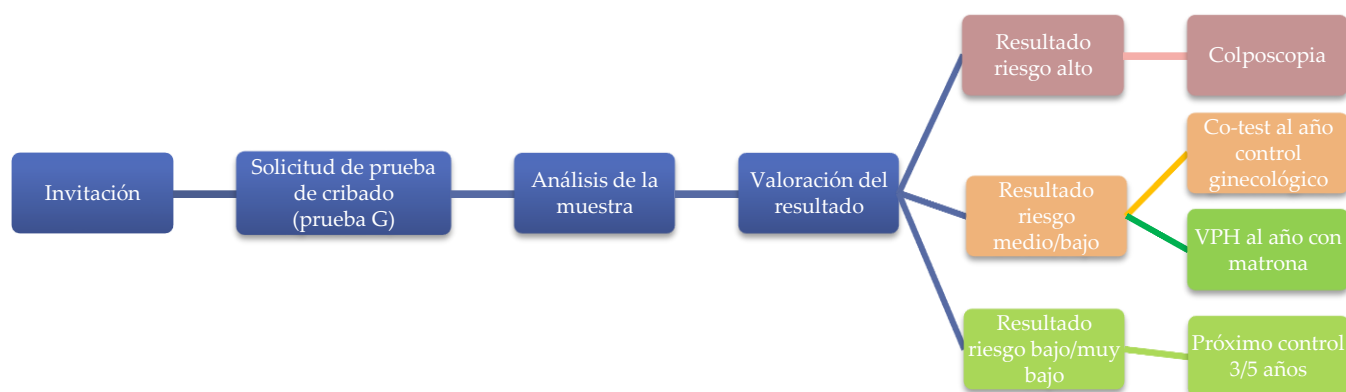 Invitación
Solicitud de prueba
de cribado
(prueba G)
Análisis de la
muestra
Valoración del
resultado
Resultado
riesgo alto
Colposcopia
Resultado
riesgo
medio/bajo
Co-test al año
control
ginecológico
VPH al año con
matrona
Resultado
riesgo bajo/muy
bajo
Próximo control
3/5 años